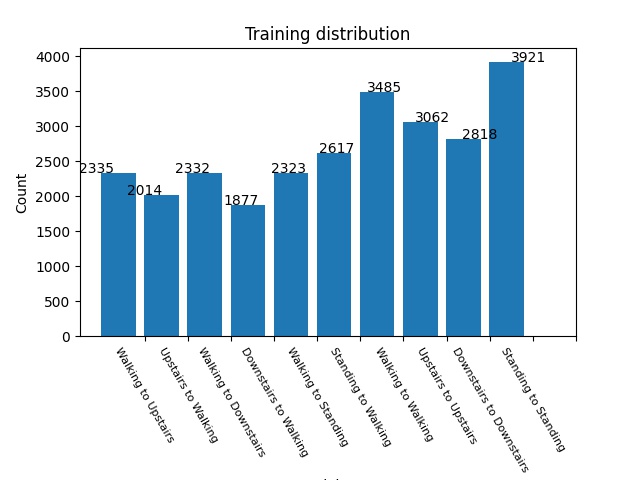 Training distribution
4000
3500
3000
2500
2000
1500
1000
500
0
Count
2335
2014
2332
1877
2323
2617
3485
3062
2818
3921
Walking to Upstairs
Upstairs to Walking
Walking to Downstairs
Downstairs to Walking
Walking to Standing
Standing to Walking
Walking to Walking
Upstairs to Upstairs
Downstairs to Downstairs
Standing to Standing